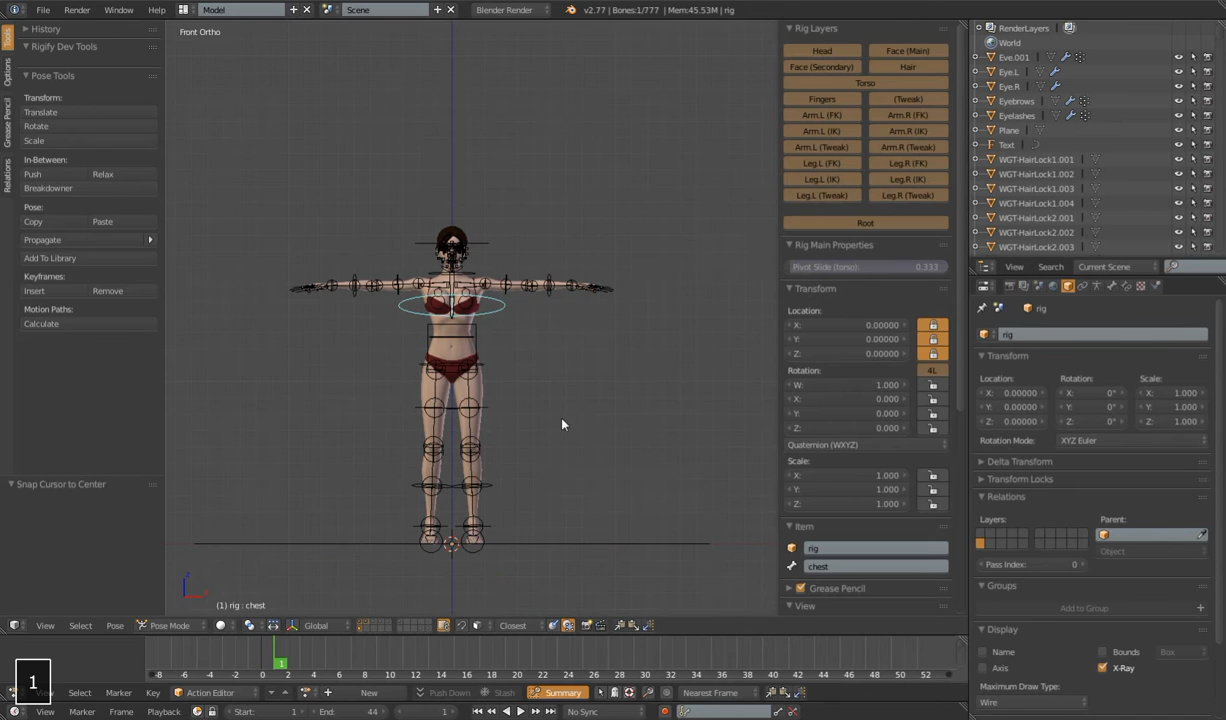 File Render Window Help Model Scene Blender Render v2.77 | Bones:1/777 | Mem:45.53M | rig
Tools
Options
Grease Pencil
Relations
History
Rigify Dev Tools
Pose Tools
Transform:
Translate
Rotate
Scale
In-Between:
Push Relax
Breakdowner
Pose:
Copy Paste
Propagate
Add To Library
Keyframes:
Insert Remove
Motion Paths:
Calculate
Snap Cursor to Center
Front Ortho
z
x
(1) rig : chest
Rig Layers
Head Face (Main)
Face (Secondary) Hair
Torso
Fingers (Tweak)
Arm.L (FK) Arm.R (FK)
Arm.L (IK) Arm.R (IK)
Arm.L (Tweak) Arm.R (Tweak)
Leg.L (FK) Leg.R (FK)
Leg.L (IK) Leg.R (IK)
Leg.L (Tweak) Leg.R (Tweak)
Root
Rig Main Properties
Pivot Slide (torso): 0.333
Transform
Location:
X: 0.00000
Y: 0.00000
Z: 0.00000
Rotation: 4L
W: 1.000
X: 0.000
Y: 0.000
Z: 0.000
Quaternion (WXYZ)
Scale:
X: 1.000
Y: 1.000
Z: 1.000
Item
rig
chest
Grease Pencil
View
RenderLayers
World
Eve.001
Eye.L
Eye.R
Eyebrows
Eyelashes
Plane
Text
WGT-HairLock1.001
WGT-HairLock1.002
WGT-HairLock1.003
WGT-HairLock1.004
WGT-HairLock2.001
WGT-HairLock2.002
WGT-HairLock2.003
View Search Current Scene
rig
rig
Transform
Location: Rotation: Scale:
X: 0.00000 X: 0° X: 1.000
Y: 0.00000 Y: 0° Y: 1.000
Z: 0.00000 Z: 0° Z: 1.000
Rotation Mode: XYZ Euler
Delta Transform
Transform Locks
Relations
Layers: Parent:
Object
Pass Index: 0
Groups
Add to Group
Display
Name Bounds Box
Axis X-Ray
Maximum Draw Type:
Wire
View Select Pose Pose Mode Global Closest
1
-8 -6 -4 -2 0 2 4 6 8 10 12 14 16 18 20 22 24 26 28 30 32 34 36 38 40 42 44 46 48 50 52
1
Select Marker Key Action Editor New Push Down Stash Summary Nearest Frame
View Marker Frame Playback Start: 1 End: 44 1 No Sync